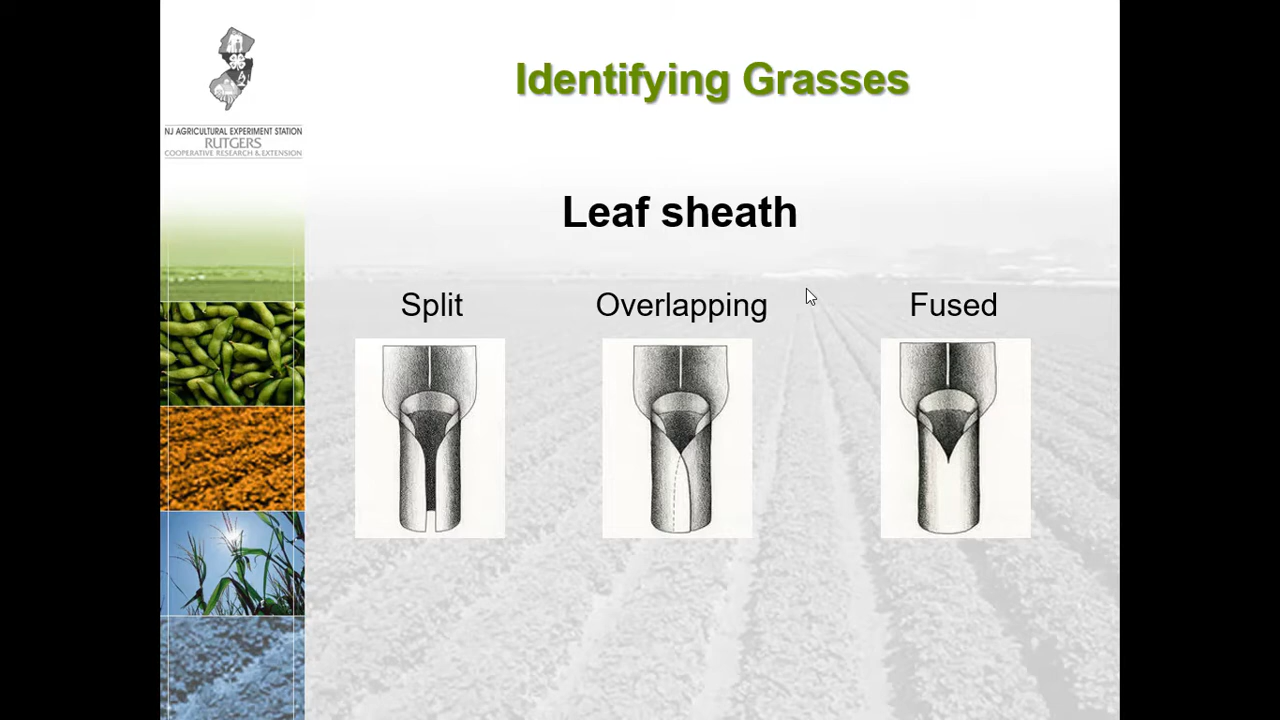 Identifying Grasses
NJ AGRICULTURAL EXPERIMENT STATION
RUTGERS
COOPERATIVE RESEARCH & EXTENSION
Leaf sheath
Split
Overlapping
Fused